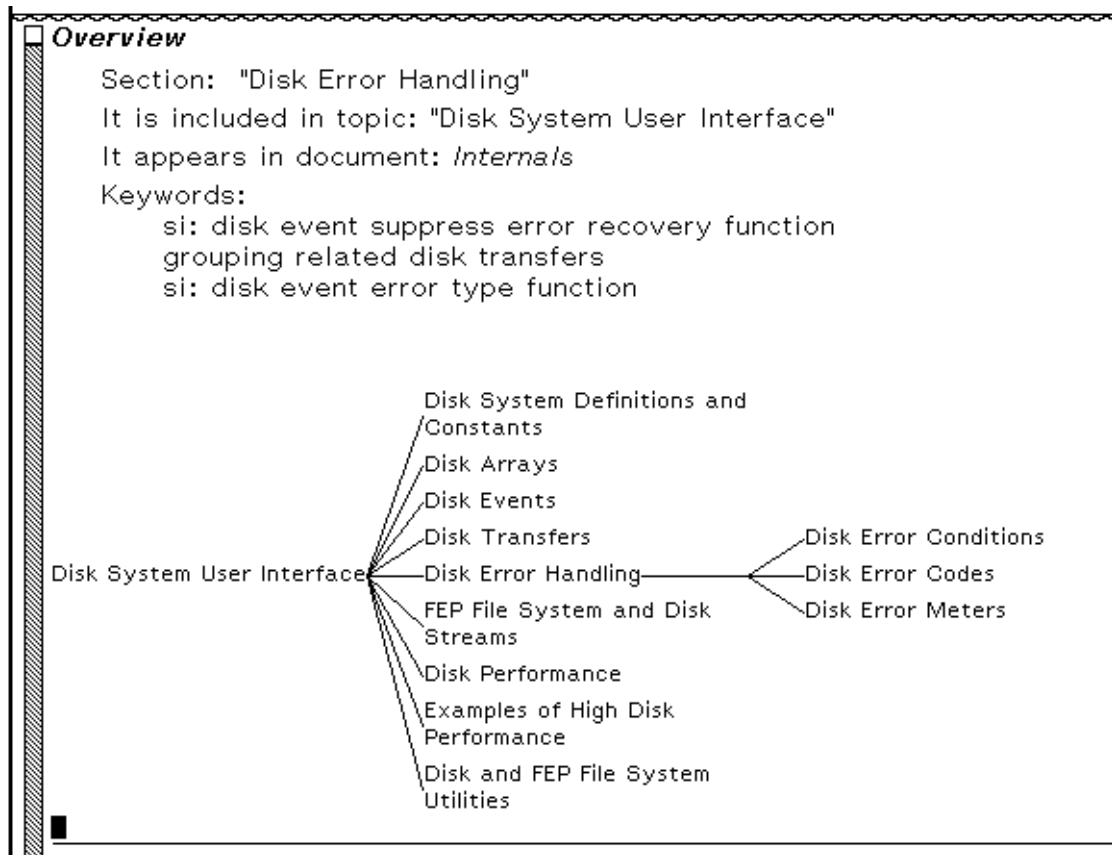 Overview
Section: "Disk Error Handling"
It is included in topic: "Disk System User Interface"
It appears in document: Internals
Keywords:
si: disk event suppress error recovery function
grouping related disk transfers
si: disk event error type function
Disk System Definitions and
Constants
Disk Arrays
Disk Events
Disk Transfers
Disk Error Conditions
Disk System User Interface
Disk Error Handling
Disk Error Codes
FEP File System and Disk
Streams
Disk Error Meters
Disk Performance
Examples of High Disk
Performance
Disk and FEP File System
Utilities